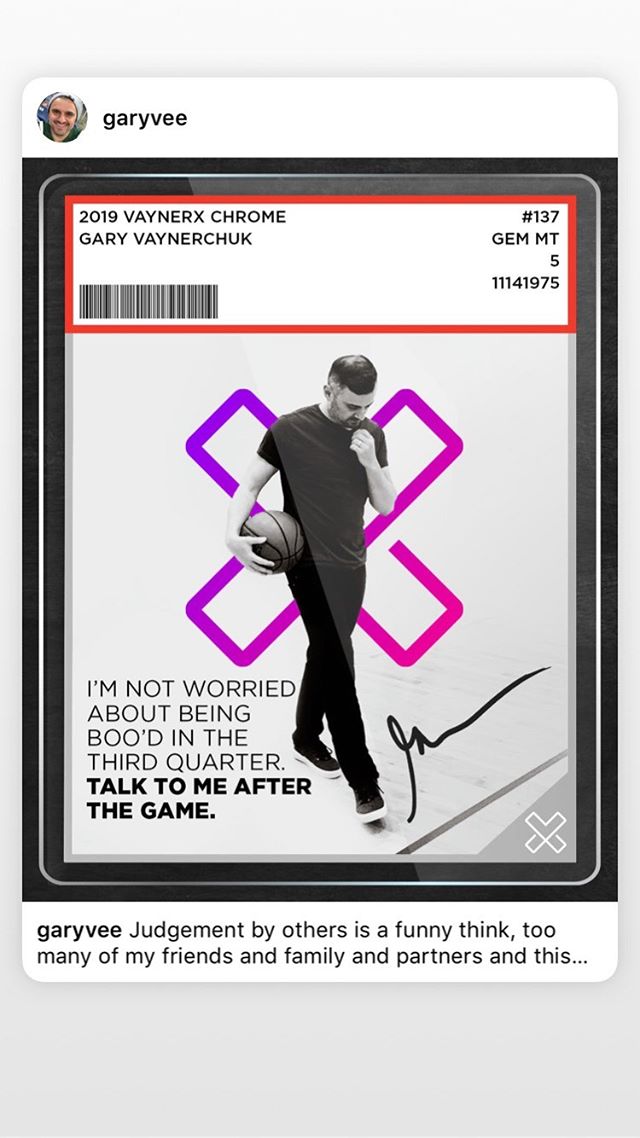 garyvee
2019 VAYNERX CHROME
GARY VAYNERCHUK
#137
GEM MT
5
11141975
I'M NOT WORRIED
ABOUT BEING
BOO'D IN THE
THIRD QUARTER.
TALK TO ME AFTER
THE GAME.
garyvee Judgement by others is a funny think, too
many of my friends and family and partners and this...